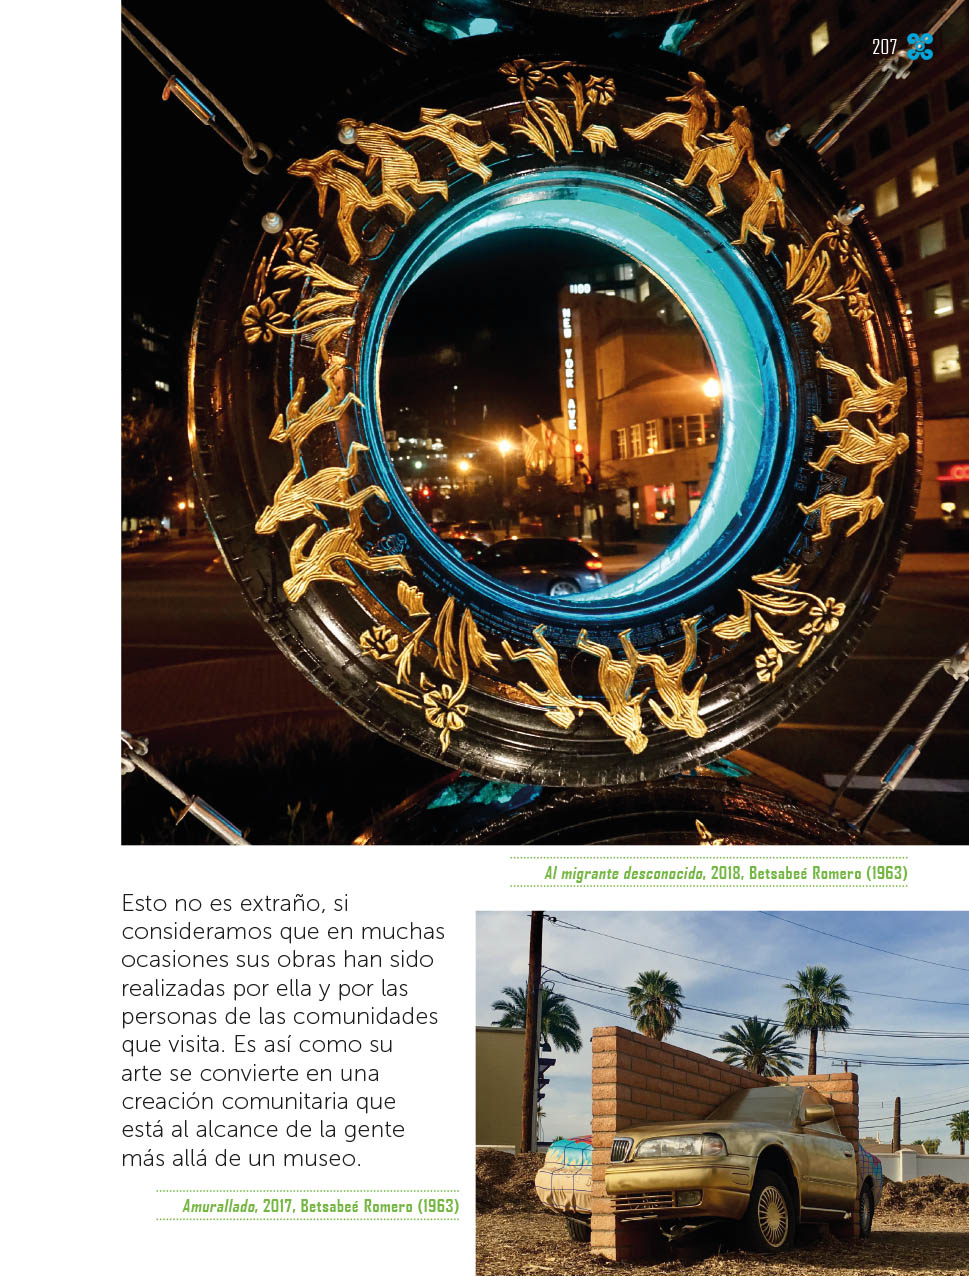 207
1100
NEW YORK AVE
Al migrante desconocido, 2018, Betsabeé Romero (1963)
Esto no es extraño, si
consideramos que en muchas
ocasiones sus obras han sido
realizadas por ella y por las
personas de las comunidades
que visita. Es así como su
arte se convierte en una
creación comunitaria que
está al alcance de la gente
más allá de un museo.
Amurallado, 2017, Betsabeé Romero (1963)